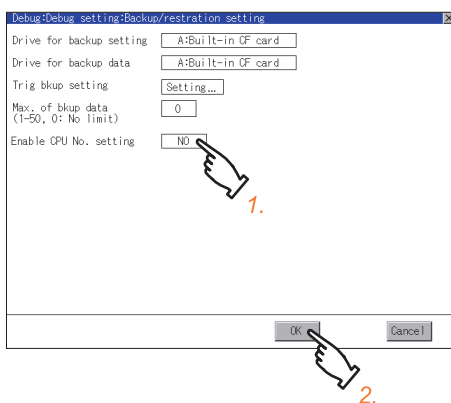 Debug:Debug setting:Backup/restration setting
Drive for backup setting A:Built-in CF card
Drive for backup data A:Built-in CF card
Trig bkup setting Setting...
Max. of bkup data 0
(1-50, 0: No limit)
Enable CPU No. setting NO
1.
OK Cancel
2.